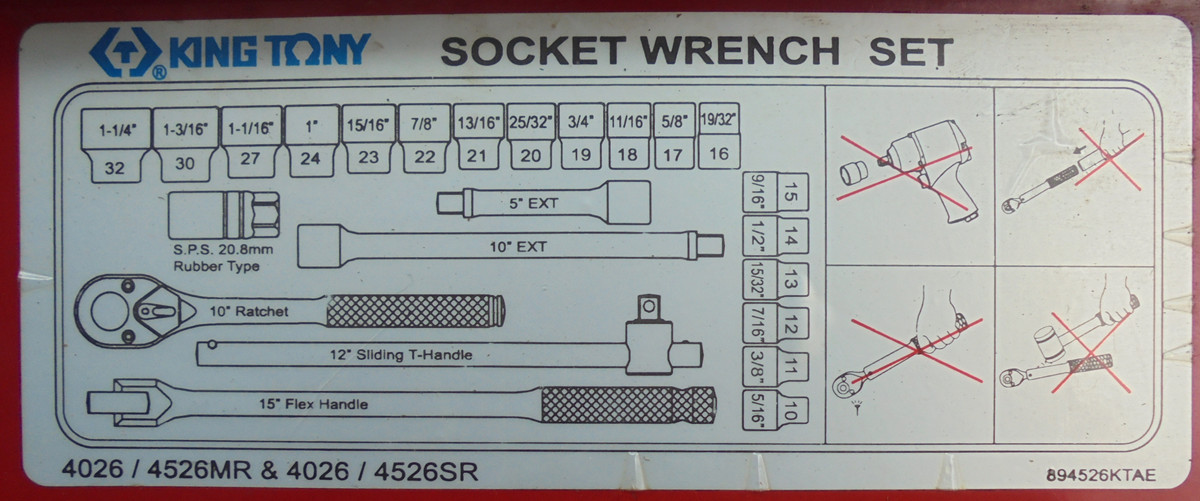 KING TONY
®
SOCKET WRENCH SET
1-1/4" 1-3/16" 1-1/16" 1" 15/16" 7/8" 13/16" 25/32" 3/4" 11/16" 5/8" 19/32"
32 30 27 24 23 22 21 20 19 18 17 16
9/16" 15
1/2" 14
15/32" 13
7/16" 12
3/8" 11
5/16" 10
5" EXT
S.P.S. 20.8mm
Rubber Type
10" EXT
10" Ratchet
12" Sliding T-Handle
15" Flex Handle
4026 / 4526MR & 4026 / 4526SR
894526KTAE